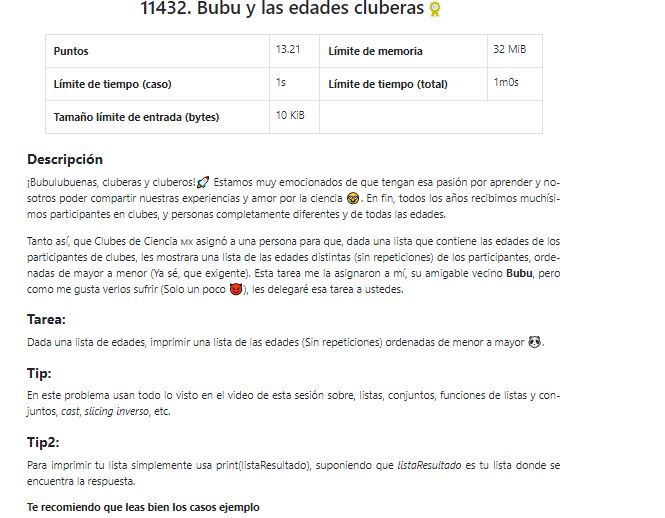 11432. Bubu y las edades cluberas
Puntos 13.21 Límite de memoria 32 MiB
Límite de tiempo (caso) 1s Límite de tiempo (total) 1m0s
Tamaño límite de entrada (bytes) 10 KiB
Descripción
¡Bubulubuenas, cluberas y cluberos!🚀 Estamos muy emocionados de que tengan esa pasión por aprender y no-
sotros poder compartir nuestras experiencias y amor por la ciencia 🤓. En fin, todos los años recibimos muchísi-
mos participantes en clubes, y personas completamente diferentes y de todas las edades.
Tanto así, que Clubes de Ciencia MX asignó a una persona para que, dada una lista que contiene las edades de los
participantes de clubes, les mostrara una lista de las edades distintas (sin repeticiones) de los participantes, orde-
nadas de mayor a menor (Ya sé, que exigente). Esta tarea me la asignaron a mí, su amigable vecino Bubu, pero
como me gusta verlos sufrir (Solo un poco 😈), les delegaré esa tarea a ustedes.
Tarea:
Dada una lista de edades, imprimir una lista de las edades (Sin repeticiones) ordenadas de menor a mayor 🐼.
Tip:
En este problema usan todo lo visto en el video de esta sesión sobre, listas, conjuntos, funciones de listas y con-
juntos, cast, slicing inverso, etc.
Tip2:
Para imprimir tu lista simplemente usa print(listaResultado), suponiendo que listaResultado es tu lista donde se
encuentra la respuesta.
Te recomiendo que leas bien los casos ejemplo